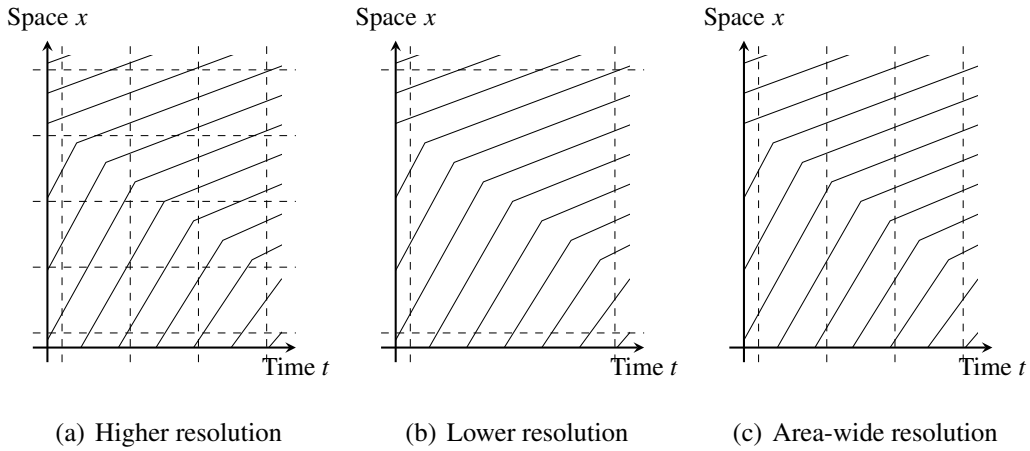 Space x
Space x
Space x
Time t
Time t
Time t
(a) Higher resolution
(b) Lower resolution
(c) Area-wide resolution